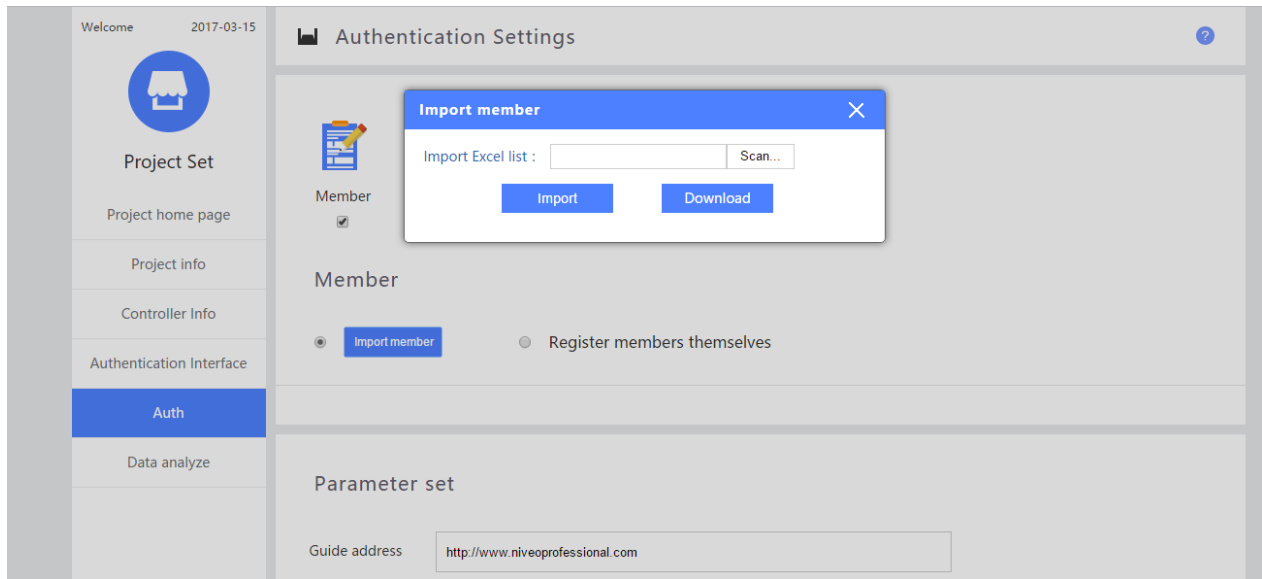 Welcome 2017-03-15
Project Set
Project home page
Project info
Controller Info
Authentication Interface
Auth
Data analyze
Authentication Settings
?
Import member
Import Excel list :
Scan...
Import
Download
Member
Member
Import member
Register members themselves
Parameter set
Guide address
http://www.niveoprofessional.com